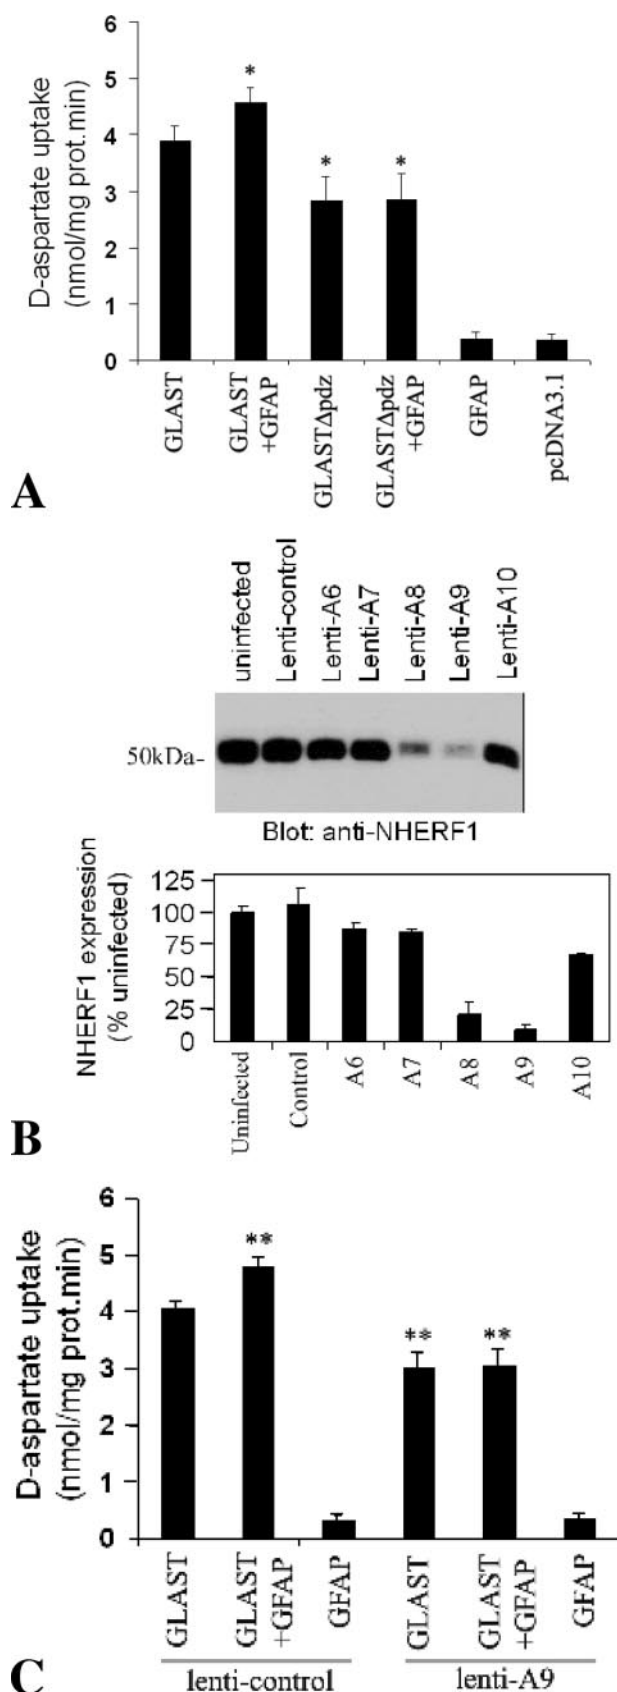 6
5
4
3
2
1
0
D-aspartate uptake
(nmol/mg prot.min)
*
*
*
GLAST
GLAST
+GFAP
GLASTΔpdz
GLASTΔpdz
+GFAP
GFAP
pcDNA3.1
A
uninfected
Lenti-control
Lenti-A6
Lenti-A7
Lenti-A8
Lenti-A9
Lenti-A10
50kDa-
Blot: anti-NHERF1
NHERF1 expression
(% uninfected)
125
100
75
50
25
0
Uninfected
Control
A6
A7
A8
A9
A10
B
6
5
4
3
2
1
0
D-aspartate uptake
(nmol/mg prot.min)
**
**
**
GLAST
GLAST
+GFAP
GFAP
GLAST
GLAST
+GFAP
GFAP
lenti-control
lenti-A9
C